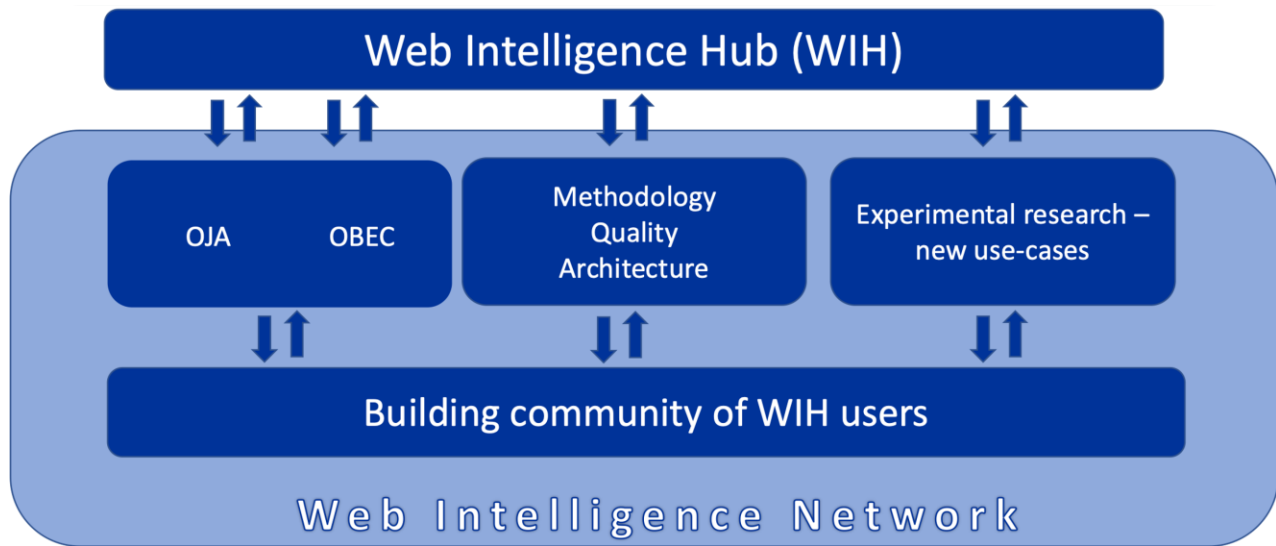 Web Intelligence Hub (WIH)
OJA
OBEC
Methodology
Quality
Architecture
Experimental research –
new use-cases
Building community of WIH users
Web Intelligence Network